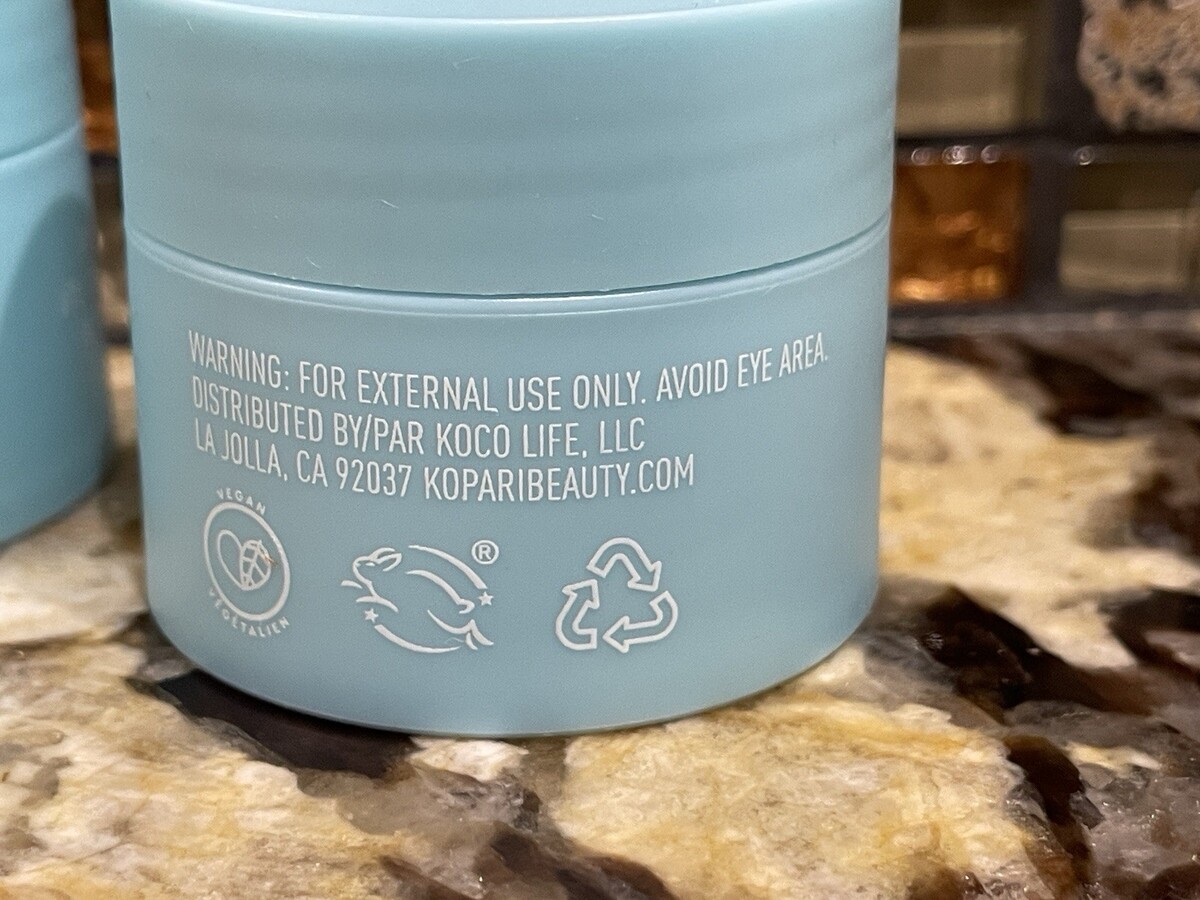 WARNING: FOR EXTERNAL USE ONLY. AVOID EYE AREA.
DISTRIBUTED BY/PAR KOCO LIFE, LLC
LA JOLLA, CA 92037 KOPARIBEAUTY.COM
VEGAN
VÉGÉTALIEN
®